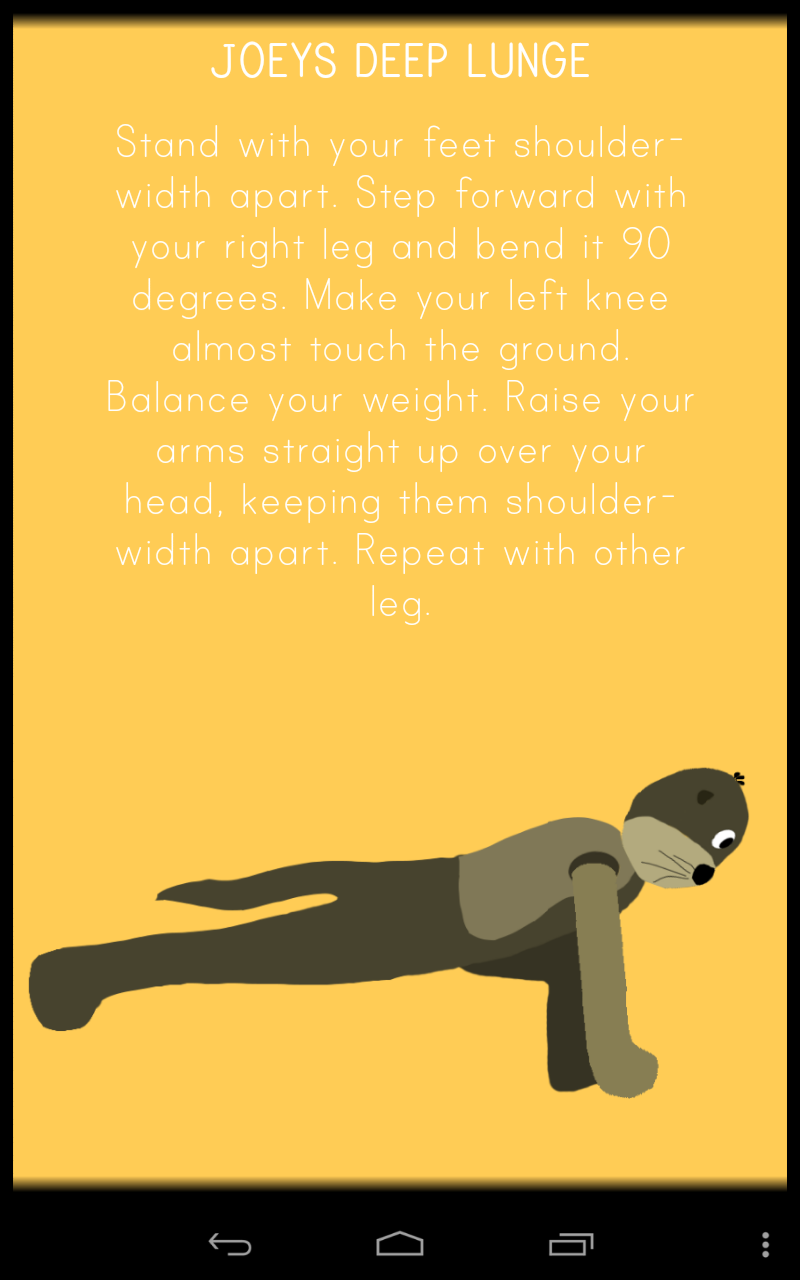 JOEYS DEEP LUNGE
Stand with your feet shoulder-
width apart. Step forward with
your right leg and bend it 90
degrees. Make your left knee
almost touch the ground.
Balance your weight. Raise your
arms straight up over your
head, keeping them shoulder-
width apart. Repeat with other
leg.